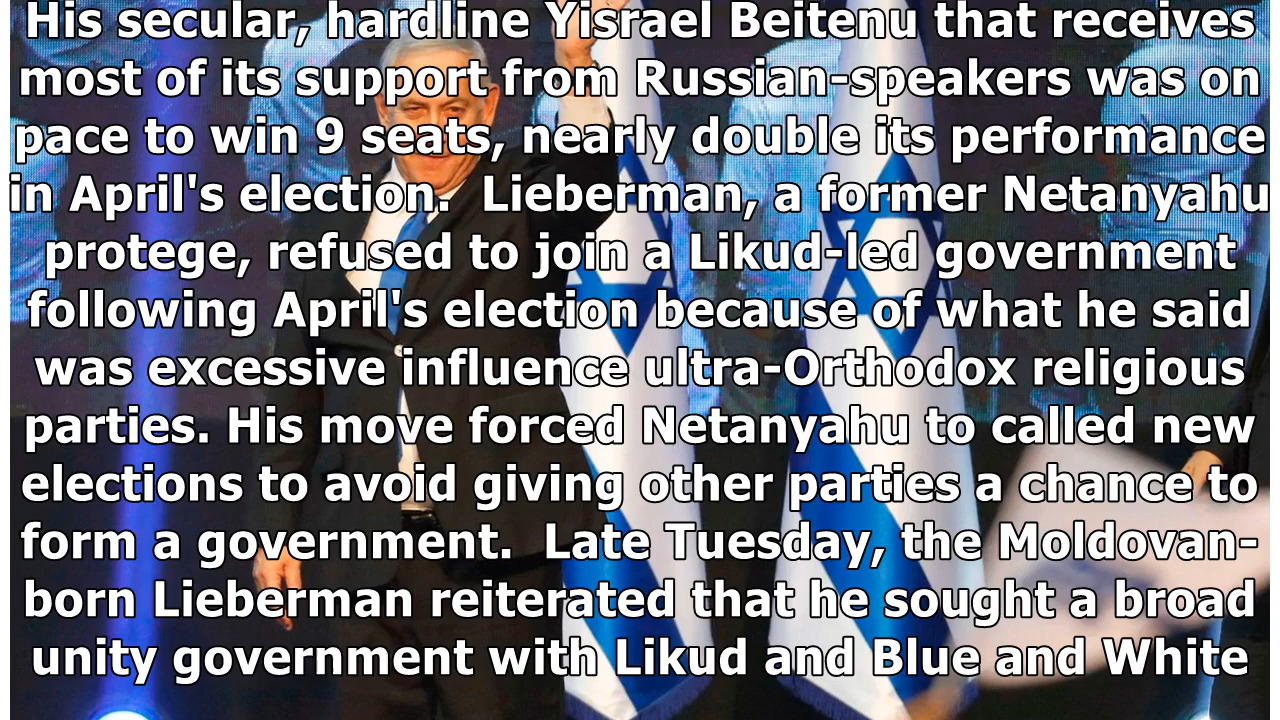 His secular, hardline Yisrael Beitenu that receives
most of its support from Russian-speakers was on
pace to win 9 seats, nearly double its performance
in April's election.  Lieberman, a former Netanyahu
protege, refused to join a Likud-led government
following April's election because of what he said
was excessive influence ultra-Orthodox religious
parties. His move forced Netanyahu to called new
elections to avoid giving other parties a chance to
form a government.  Late Tuesday, the Moldovan-
born Lieberman reiterated that he sought a broad
unity government with Likud and Blue and White